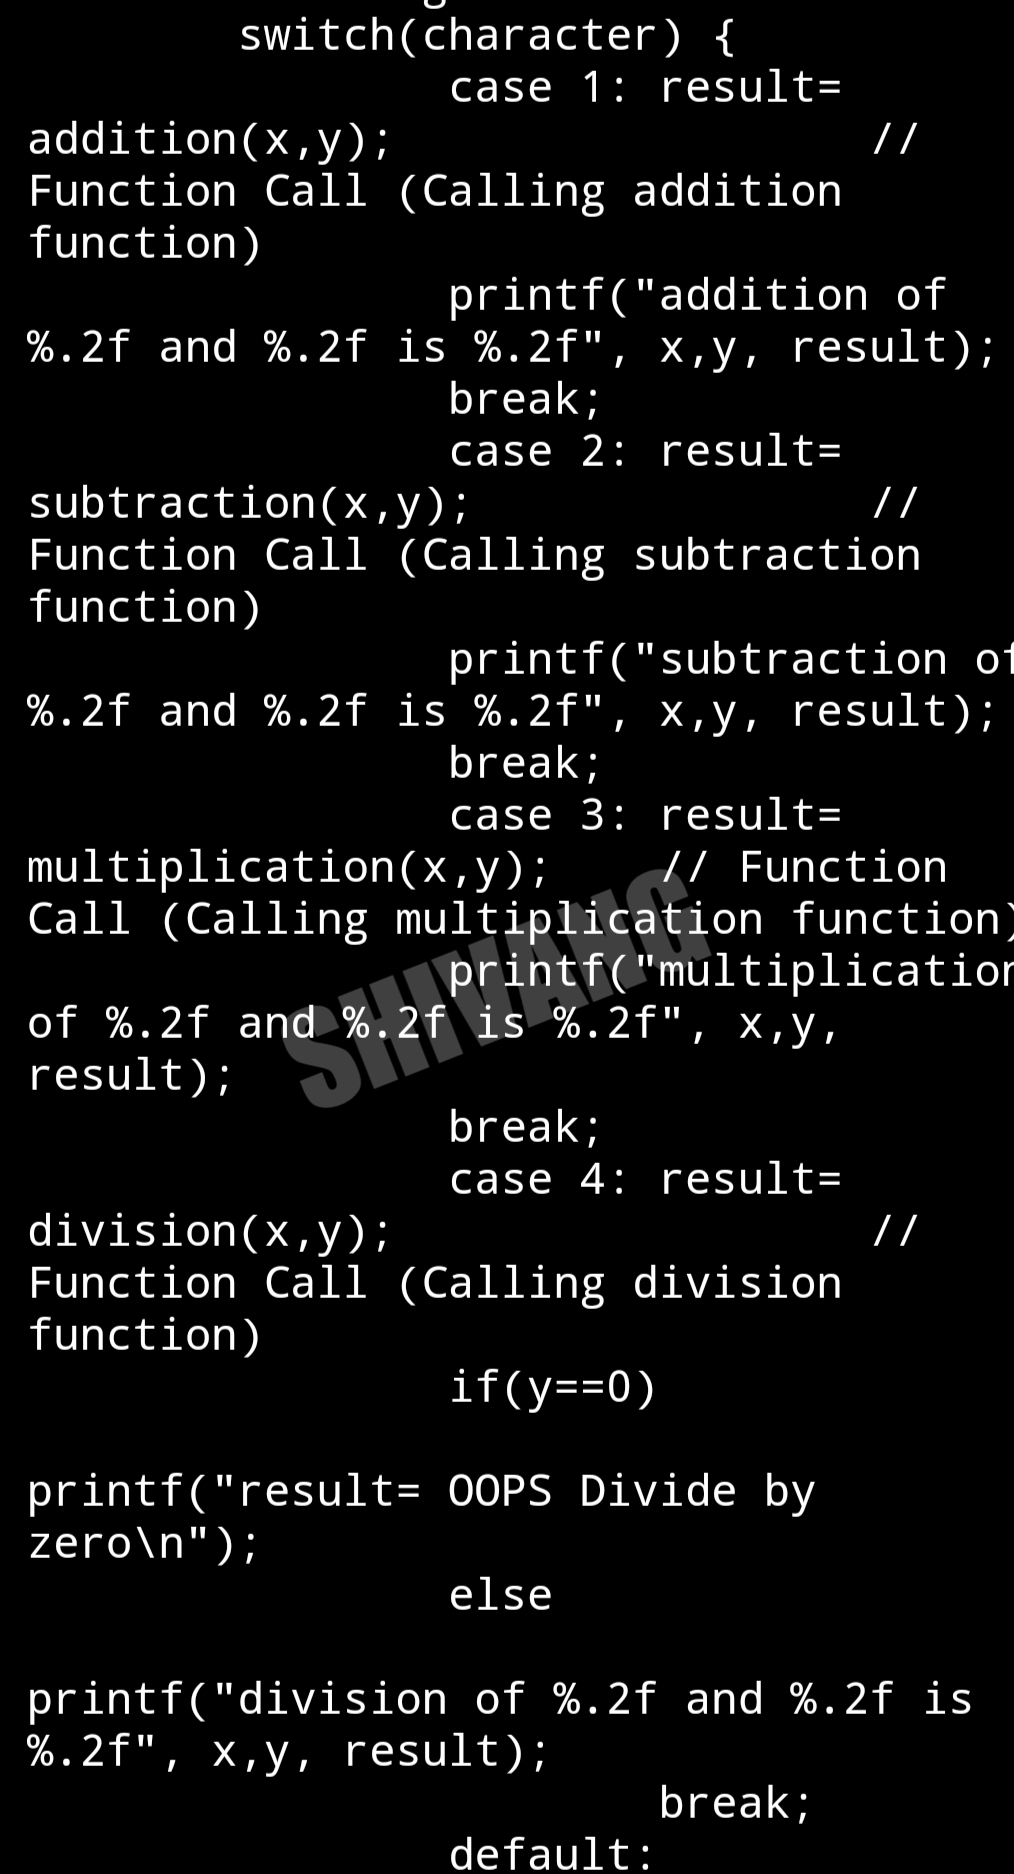 switch(character) {
case 1: result=
addition(x,y); //
Function Call (Calling addition
function)
printf("addition of
%.2f and %.2f is %.2f", x,y, result);
break;
case 2: result=
subtraction(x,y); //
Function Call (Calling subtraction
function)
printf("subtraction of
%.2f and %.2f is %.2f", x,y, result);
break;
case 3: result=
multiplication(x,y); // Function
Call (Calling multiplication function)
printf("multiplication
of %.2f and %.2f is %.2f", x,y,
result);
SHIVANG
break;
case 4: result=
division(x,y); //
Function Call (Calling division
function)
if(y==0)
printf("result= OOPS Divide by
zero\n");
else
printf("division of %.2f and %.2f is
%.2f", x,y, result);
break;
default: